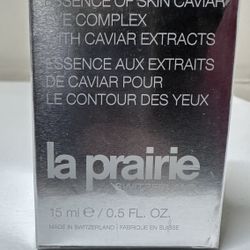 ESSENCE OF SKIN CAVIAR
EYE COMPLEX
WITH CAVIAR EXTRACTS
ESSENCE AUX EXTRAITS
DE CAVIAR POUR
LE CONTOUR DES YEUX
la prairie
SWITZERLAND
15 ml ℮ / 0.5 FL. OZ.
MADE IN SWITZERLAND | FABRIQUÉ EN SUISSE